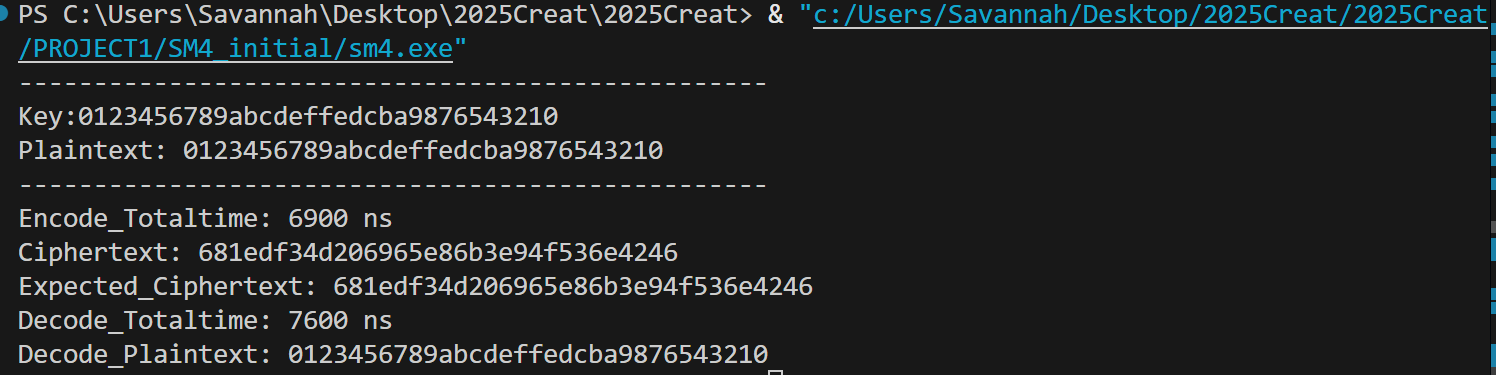 PS C:\Users\Savannah\Desktop\2025Creat\2025Creat> & "c:/Users/Savannah/Desktop/2025Creat/2025Creat
/PROJECT1/SM4_initial/sm4.exe"
--------------------------------------------------
Key:0123456789abcdeffedcba9876543210
Plaintext: 0123456789abcdeffedcba9876543210
--------------------------------------------------
Encode_Totaltime: 6900 ns
Ciphertext: 681edf34d206965e86b3e94f536e4246
Expected_Ciphertext: 681edf34d206965e86b3e94f536e4246
Decode_Totaltime: 7600 ns
Decode_Plaintext: 0123456789abcdeffedcba9876543210